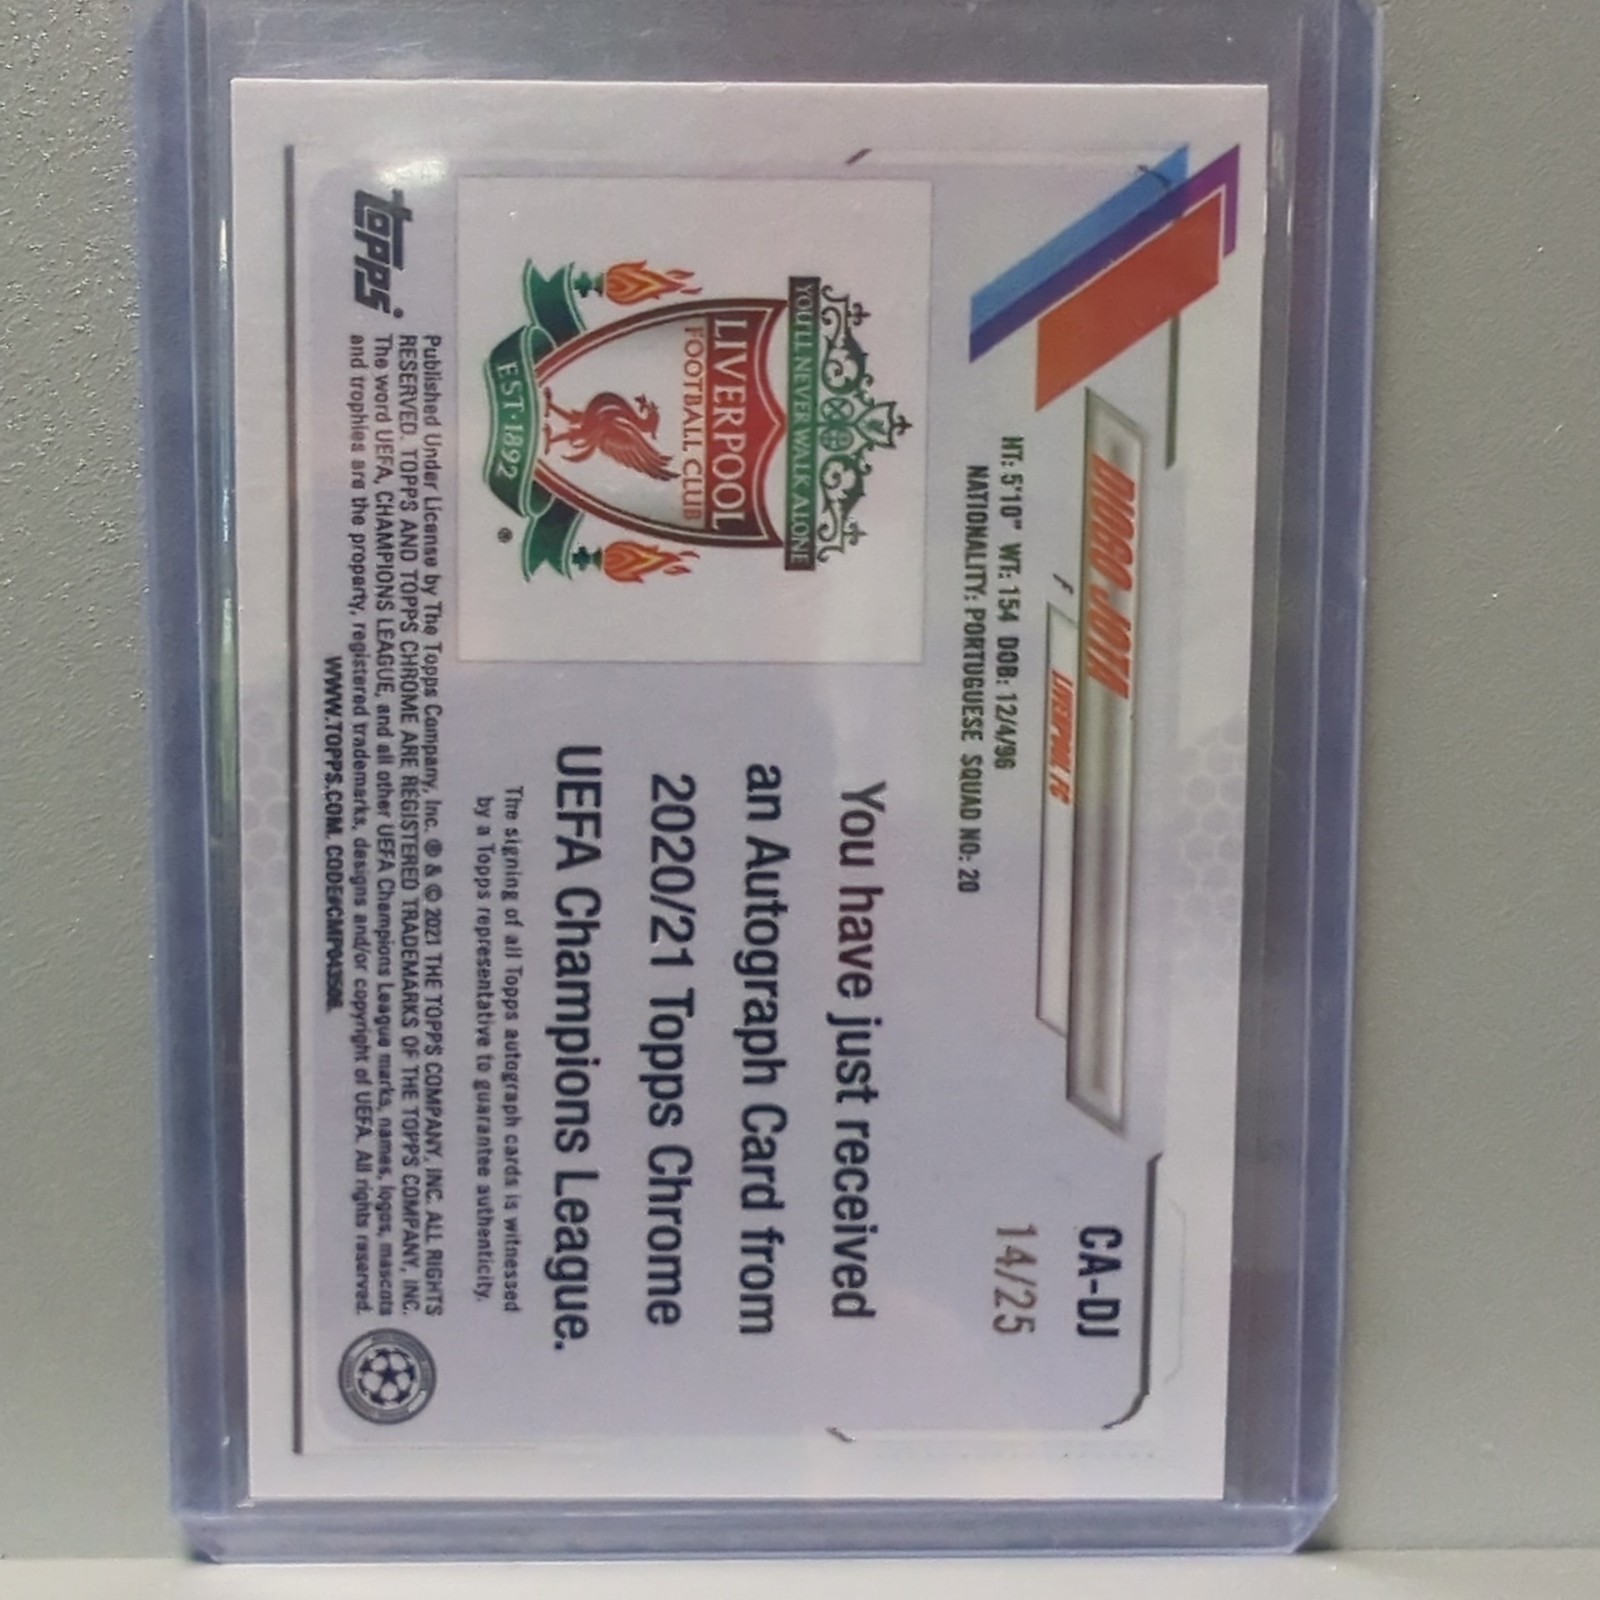 CA-DJ
14/25
DIOGO JOTA
F LIVERPOOL FC
HT: 5'10" WT: 154 DOB: 12/4/96
NATIONALITY: PORTUGUESE SQUAD NO: 20
YOU'LL NEVER WALK ALONE
LIVERPOOL
FOOTBALL CLUB
EST·1892
®
You have just received
an Autograph Card from
2020/21 Topps Chrome
UEFA Champions League.
The signing of all Topps autograph cards is witnessed
by a Topps representative to guarantee authenticity.
topps®
Published Under License by The Topps Company, Inc. ® & © 2021 THE TOPPS COMPANY, INC. ALL RIGHTS
RESERVED. TOPPS AND TOPPS CHROME ARE REGISTERED TRADEMARKS OF THE TOPPS COMPANY, INC.
The word UEFA, CHAMPIONS LEAGUE, and all other UEFA Champions League marks, names, logos, mascots
and trophies are the property, registered trademarks, designs and/or copyright of UEFA. All rights reserved.
WWW.TOPPS.COM. CODE#CMP043508.